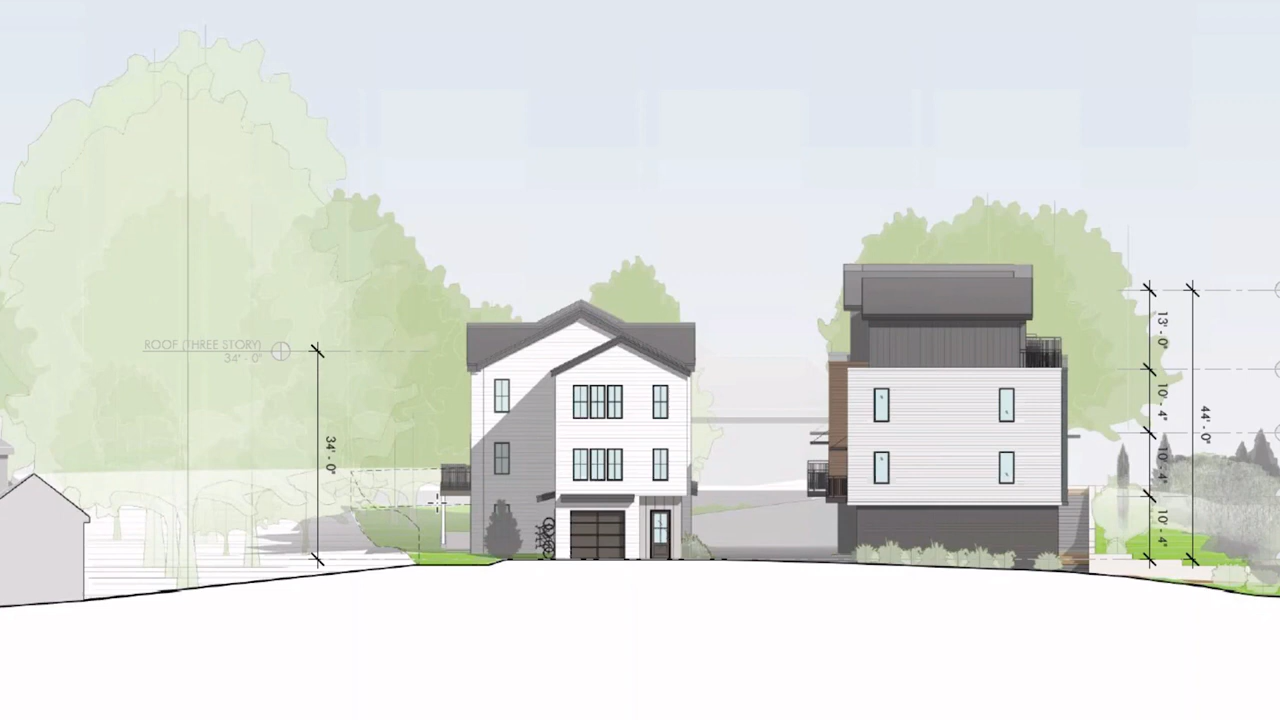 ROOF (THREE STORY)
34' - 0"
34' - 0"
13' - 0"
10' - 4"
10' - 4"
10' - 4"
44' - 0"